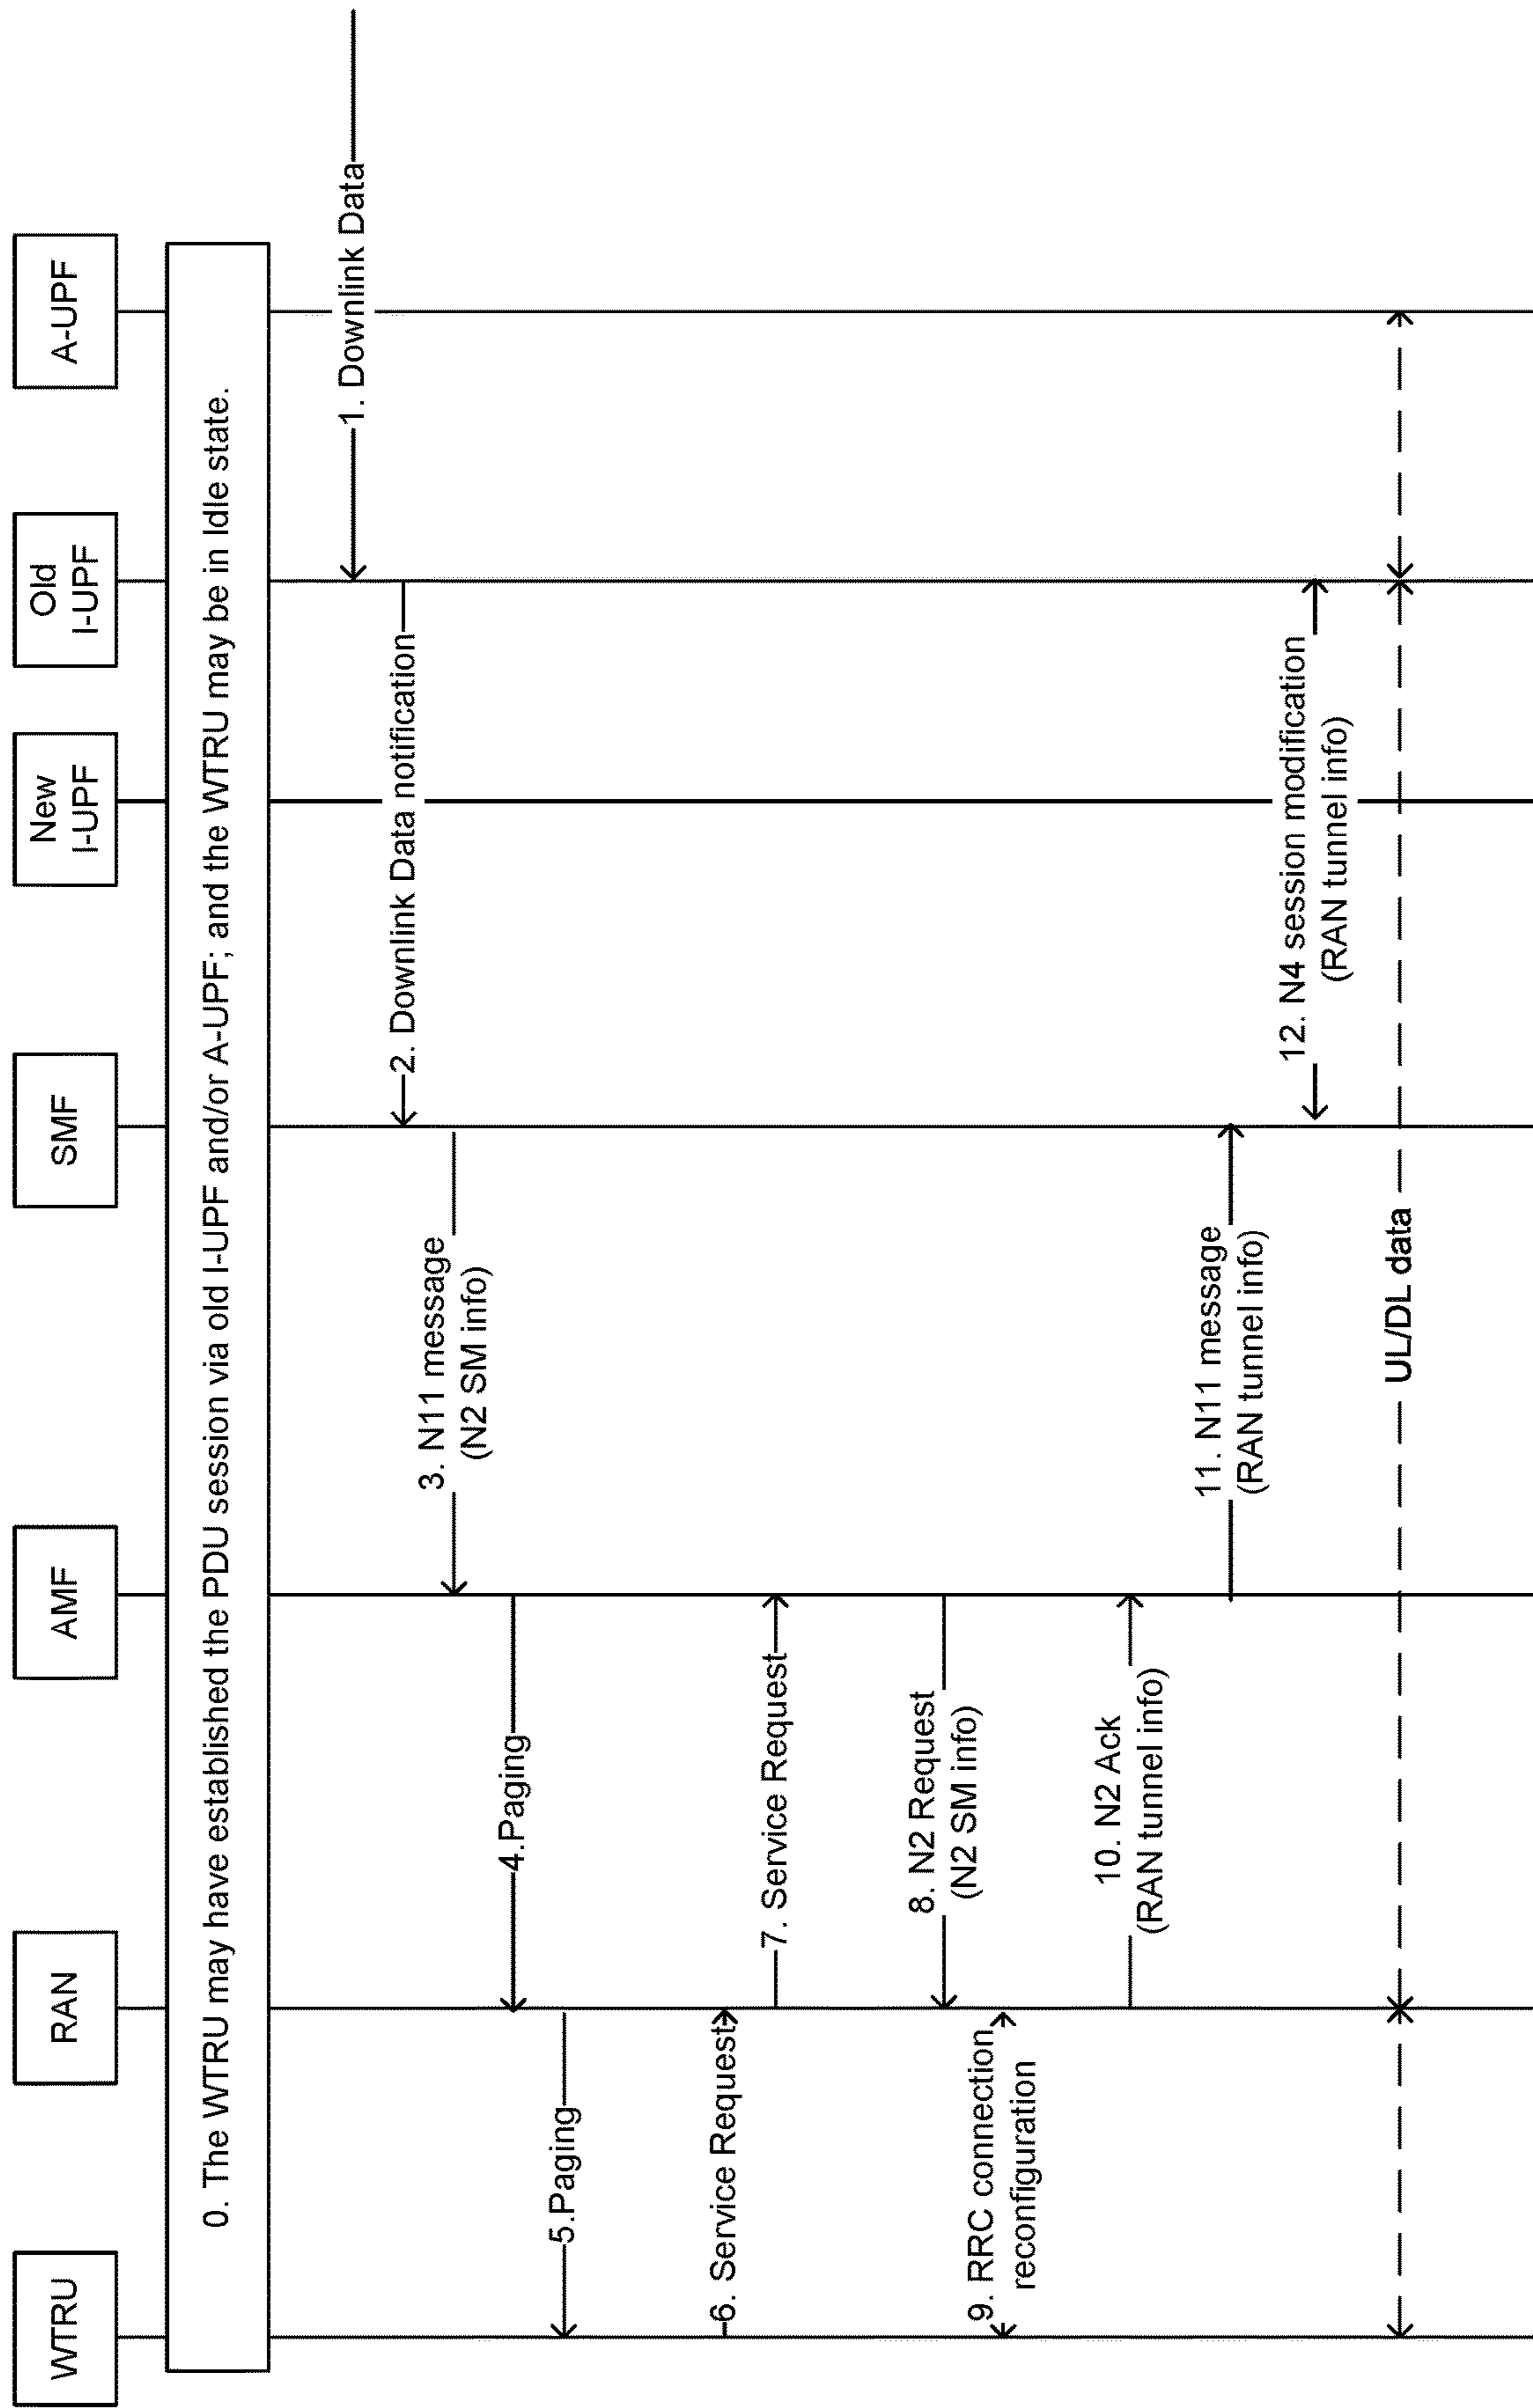 WTRU
RAN
AMF
SMF
New
I-UPF
Old
I-UPF
A-UPF
0. The WTRU may have established the PDU session via old I-UPF and/or A-UPF; and the WTRU may be in Idle state.
1. Downlink Data
2. Downlink Data notification
3. N11 message
(N2 SM info)
4.Paging
5.Paging
6. Service Request
7. Service Request
8. N2 Request
(N2 SM info)
9. RRC connection
reconfiguration
10. N2 Ack
(RAN tunnel info)
11. N11 message
(RAN tunnel info)
12. N4 session modification
(RAN tunnel info)
UL/DL data